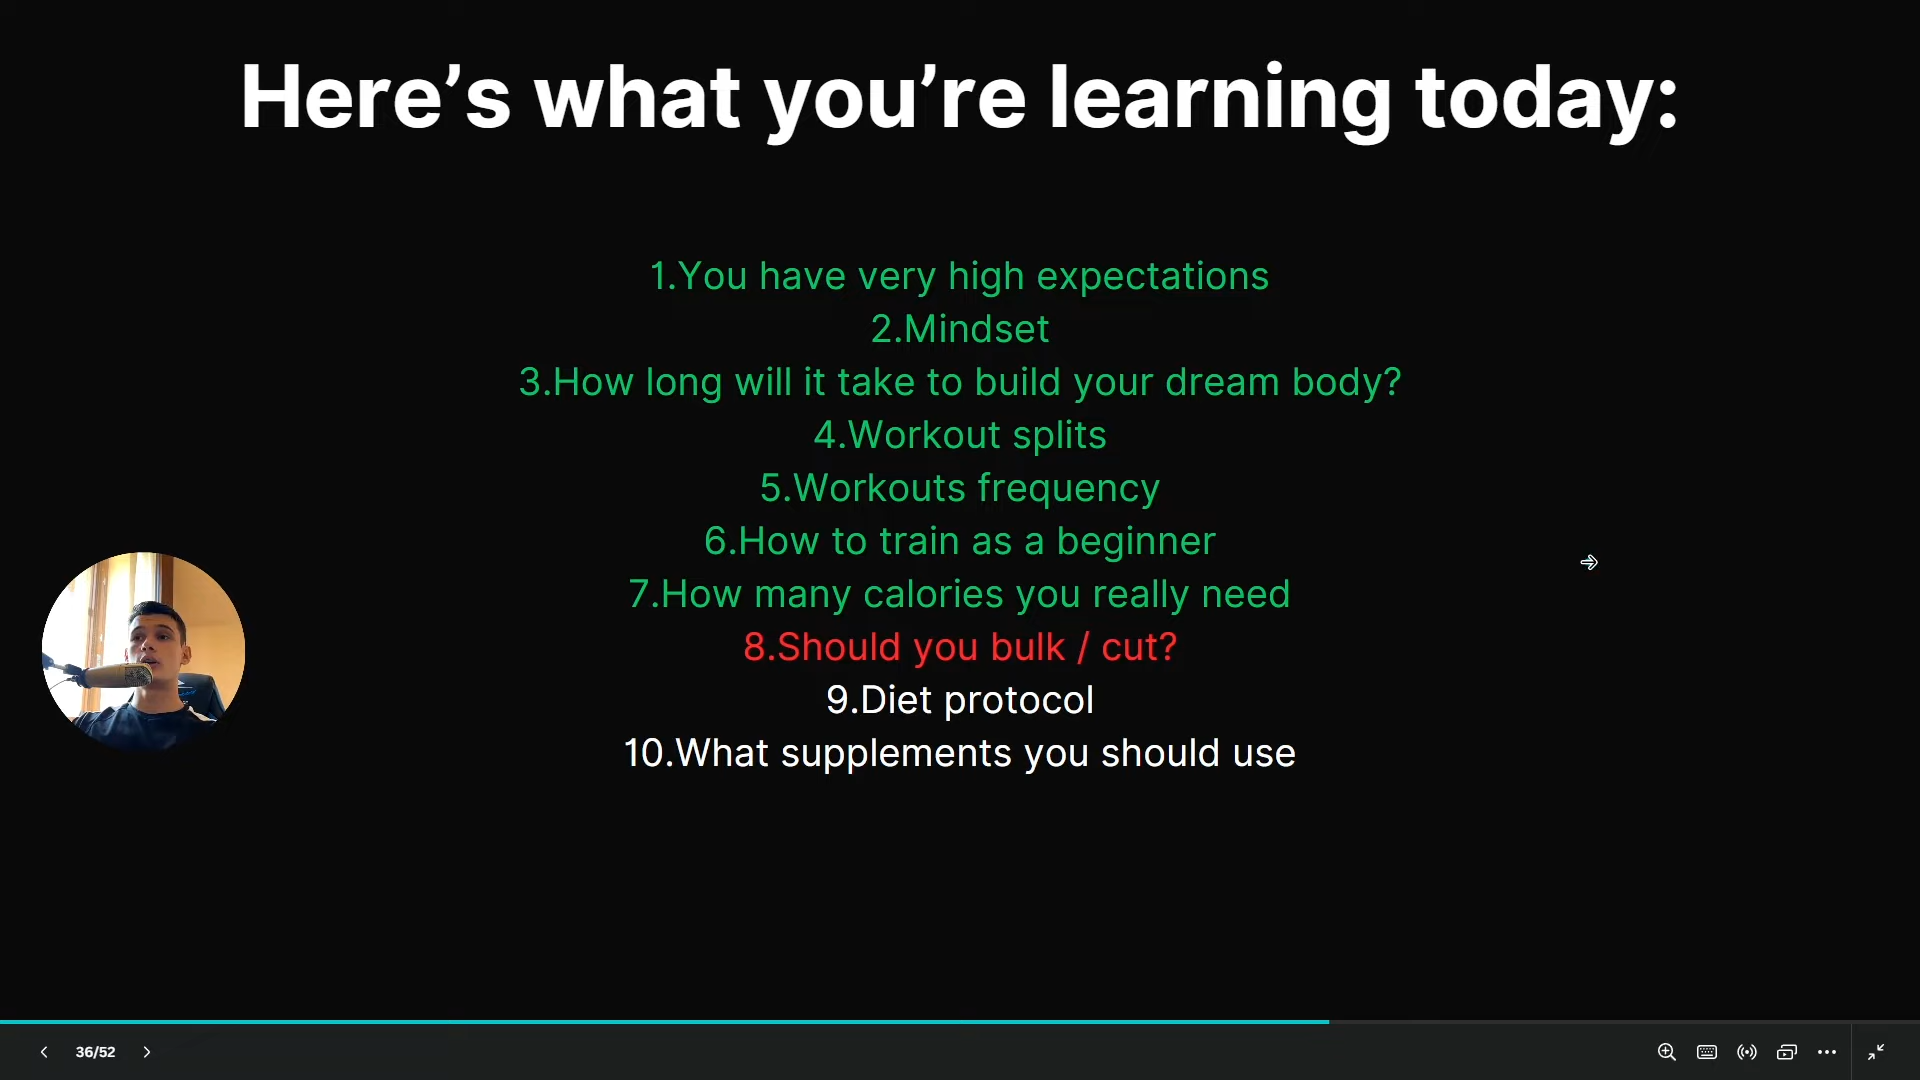 Here’s what you’re learning today:
1.You have very high expectations
2.Mindset
3.How long will it take to build your dream body?
4.Workout splits
5.Workouts frequency
6.How to train as a beginner
7.How many calories you really need
8.Should you bulk / cut?
9.Diet protocol
10.What supplements you should use
36/52